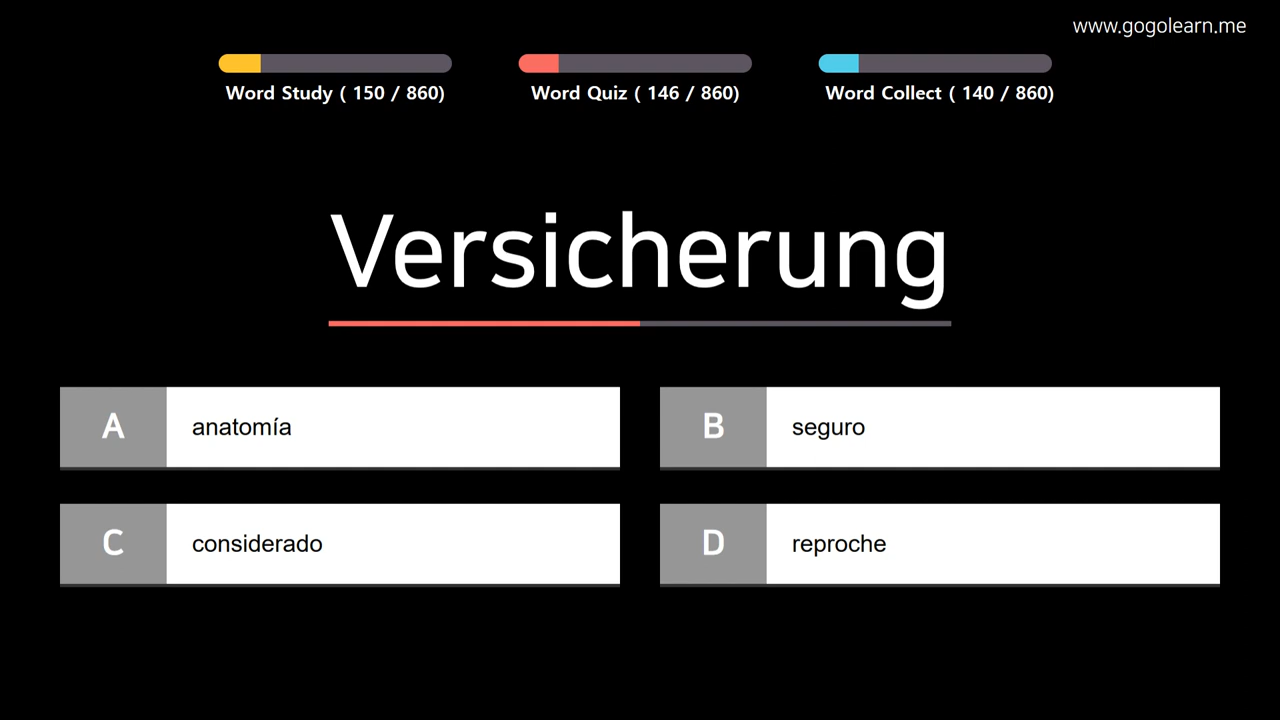 www.gogolearn.me
Word Study ( 150 / 860)
Word Quiz ( 146 / 860)
Word Collect ( 140 / 860)
Versicherung
A anatomía
B seguro
C considerado
D reproche